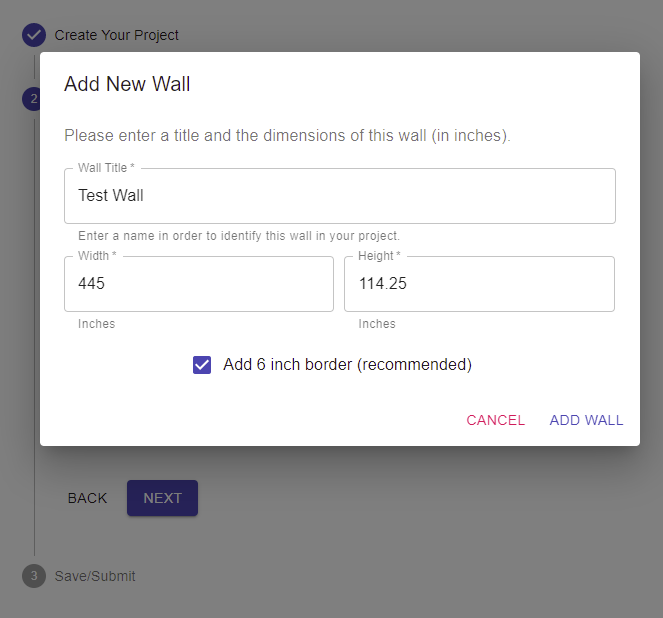 Create Your Project
2
Add New Wall
Please enter a title and the dimensions of this wall (in inches).
Wall Title *
Test Wall
Enter a name in order to identify this wall in your project.
Width * Height *
445 114.25
Inches Inches
Add 6 inch border (recommended)
CANCEL ADD WALL
BACK NEXT
3 Save/Submit